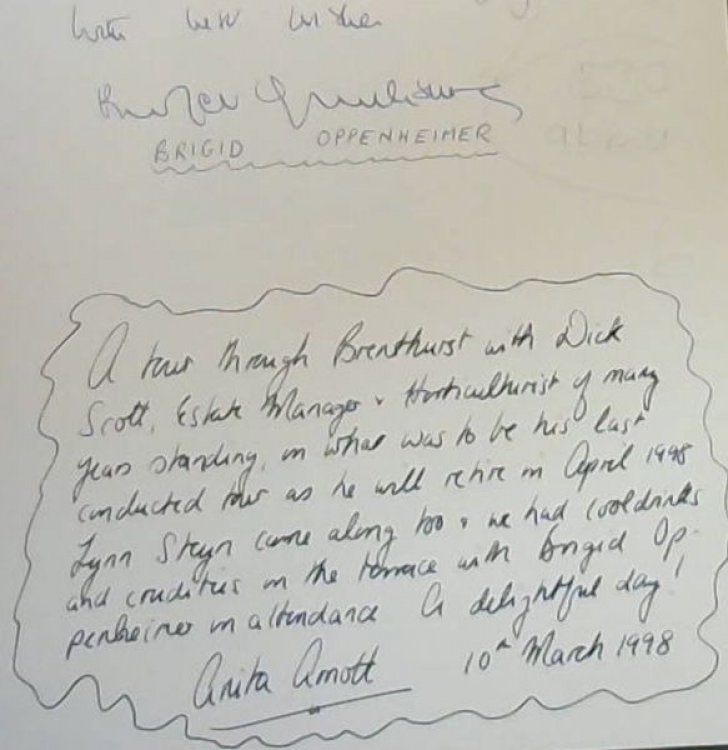 with best wishes
BRIGID OPPENHEIMER
A tour through Brenthurst with Dick
Scott, Estate Manager & Horticulturist of many
years standing, in what was to be his last
conducted tour as he will retire in April 1998
Lynn Steyn came along too & we had cooldrinks
and crudities on the terrace with Brigid Op-
penheimer in attendance A delightful day!
Anita Arnott 10th March 1998